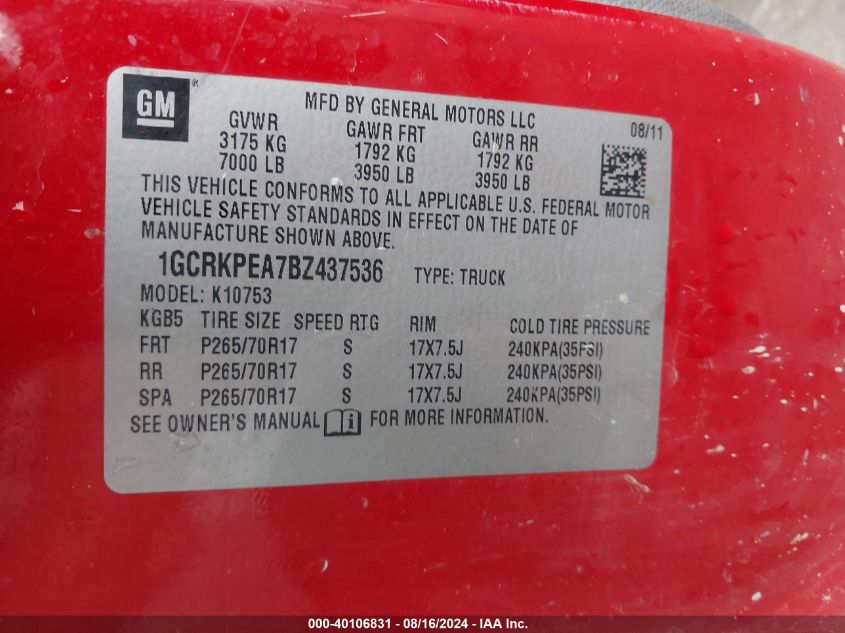 GM®
MFD BY GENERAL MOTORS LLC
08/11
GVWR GAWR FRT GAWR RR
3175 KG 1792 KG 1792 KG
7000 LB 3950 LB 3950 LB
THIS VEHICLE CONFORMS TO ALL APPLICABLE U.S. FEDERAL MOTOR
VEHICLE SAFETY STANDARDS IN EFFECT ON THE DATE OF
MANUFACTURE SHOWN ABOVE.
1GCRKPEA7BZ437536 TYPE: TRUCK
MODEL: K10753
KGB5 TIRE SIZE SPEED RTG RIM COLD TIRE PRESSURE
FRT P265/70R17 S 17X7.5J 240KPA(35PSI)
RR P265/70R17 S 17X7.5J 240KPA(35PSI)
SPA P265/70R17 S 17X7.5J 240KPA(35PSI)
SEE OWNER'S MANUAL i FOR MORE INFORMATION.
000-40106831 - 08/16/2024 - IAA Inc.